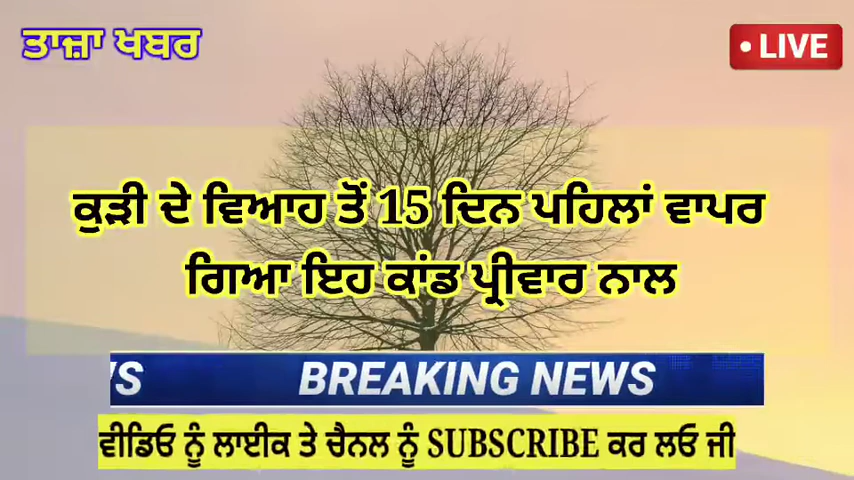 ਤਾਜ਼ਾ ਖਬਰ
• LIVE
ਕੁੜੀ ਦੇ ਵਿਆਹ ਤੋਂ 15 ਦਿਨ ਪਹਿਲਾਂ ਵਾਪਰ
ਗਿਆ ਇਹ ਕਾਂਡ ਪ੍ਰੀਵਾਰ ਨਾਲ
'S BREAKING NEWS
ਵੀਡਿਓ ਨੂੰ ਲਾਈਕ ਤੇ ਚੈਨਲ ਨੂੰ SUBSCRIBE ਕਰ ਲਓ ਜੀ